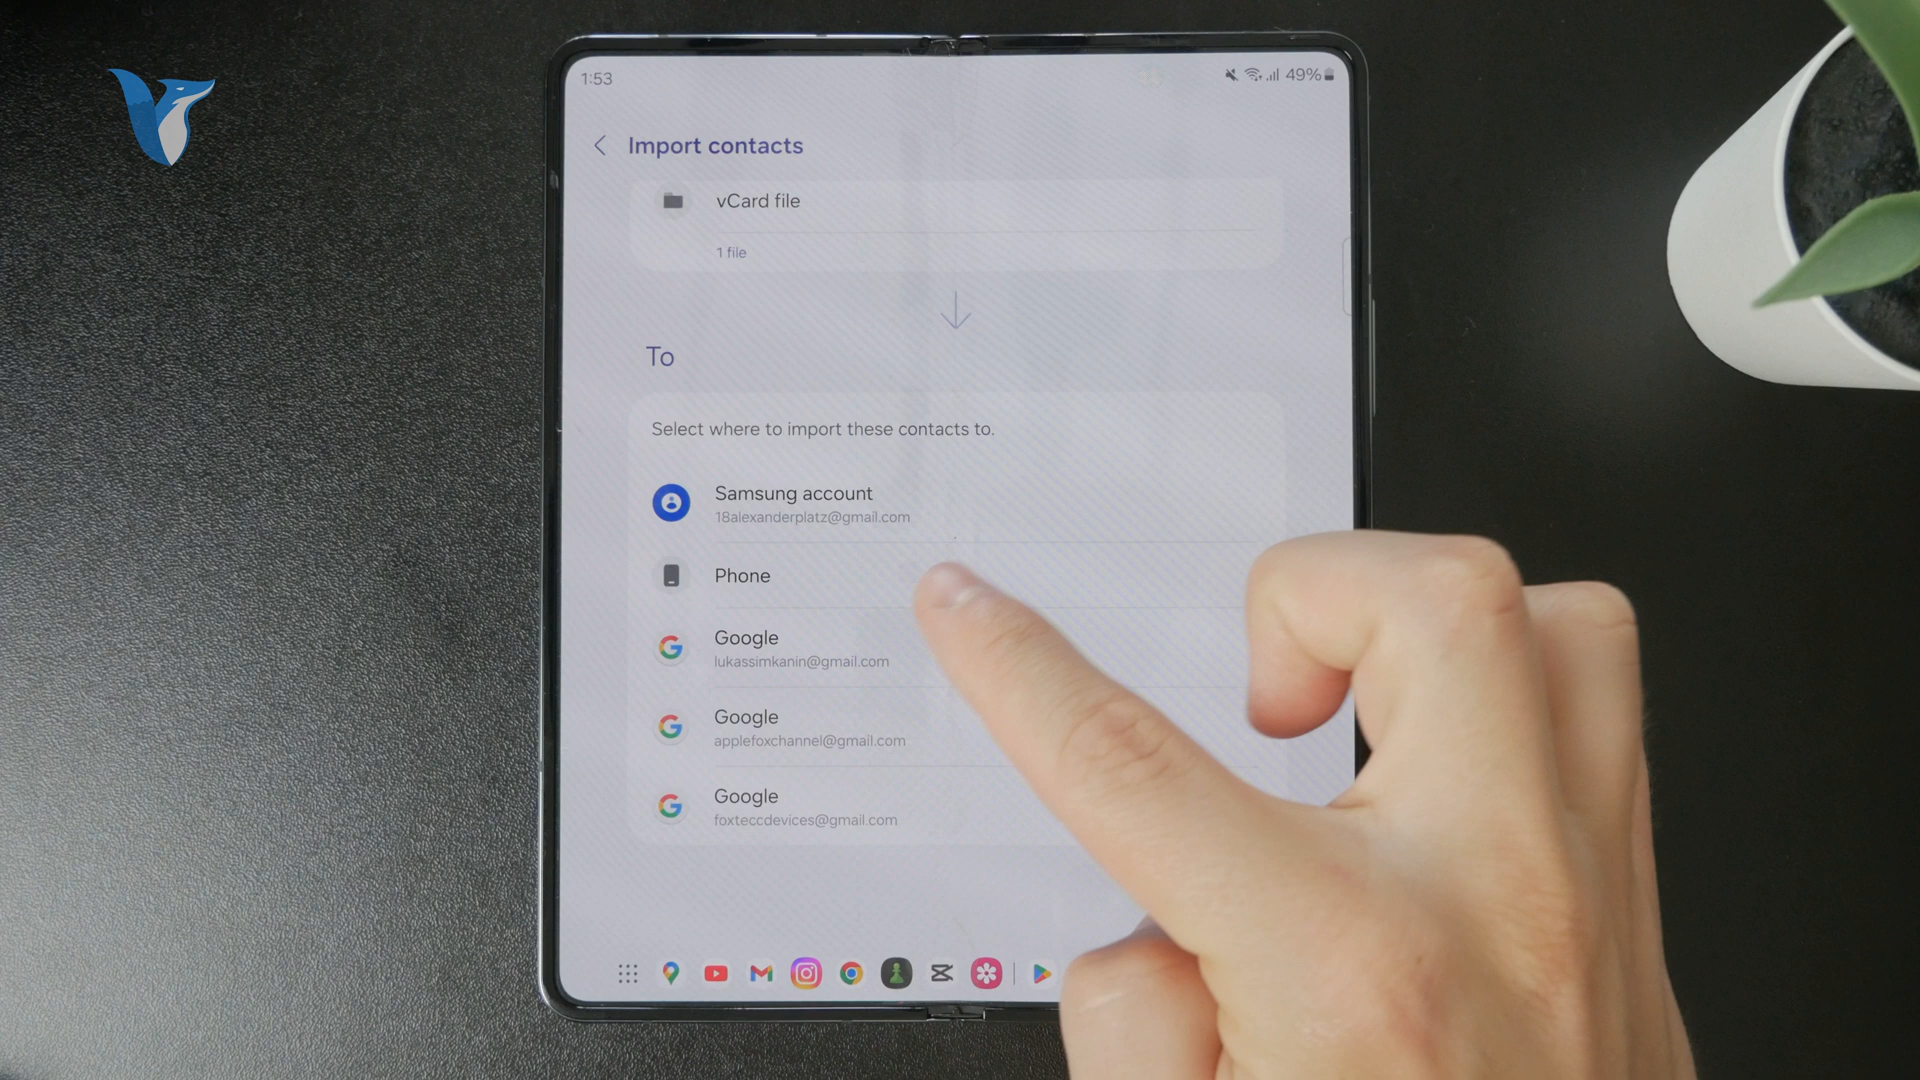 1:53
49%
Import contacts
vCard file
1 file
To
Select where to import these contacts to.
Samsung account
18alexanderplatz@gmail.com
Phone
Google
lukassimkanin@gmail.com
Google
applefoxchannel@gmail.com
Google
foxteccdevices@gmail.com